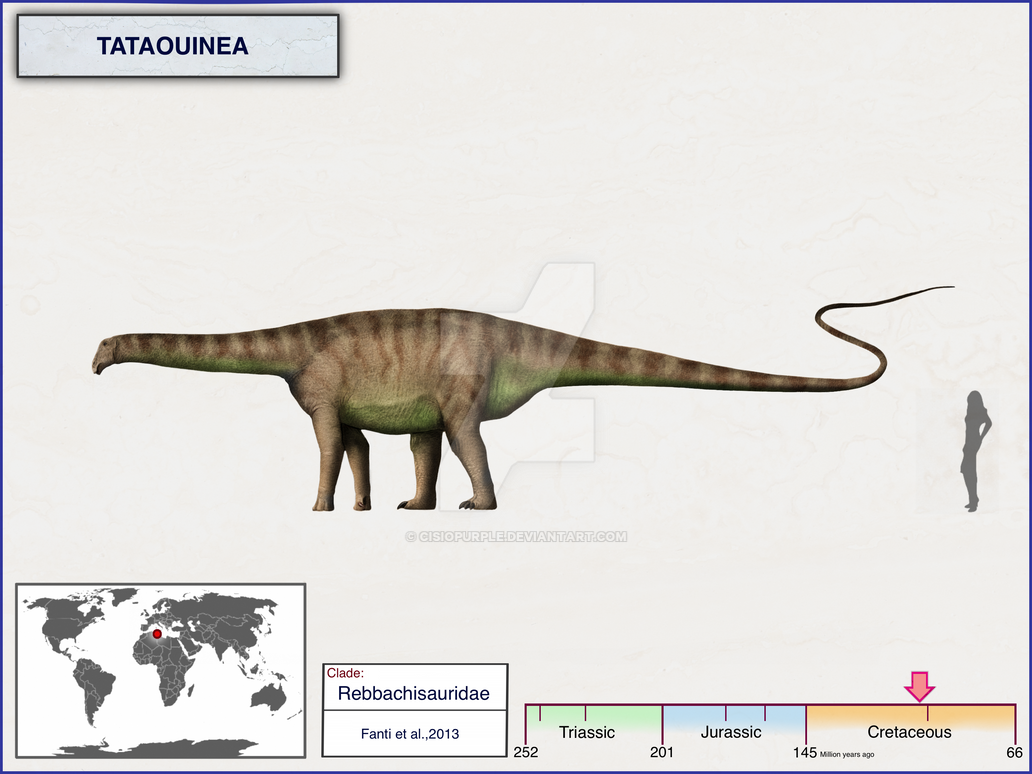 TATAOUINEA
© CISIOPURPLE.DEVIANTART.COM
Clade:
Rebbachisauridae
Fanti et al.,2013
Triassic
Jurassic
Cretaceous
252
201
145 Million years ago
66